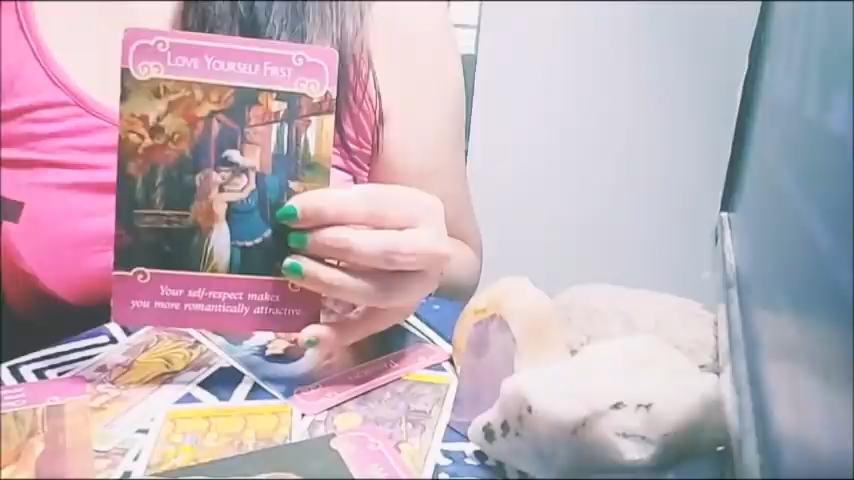 Love Yourself First
Your self-respect makes
you more romantically attractive.